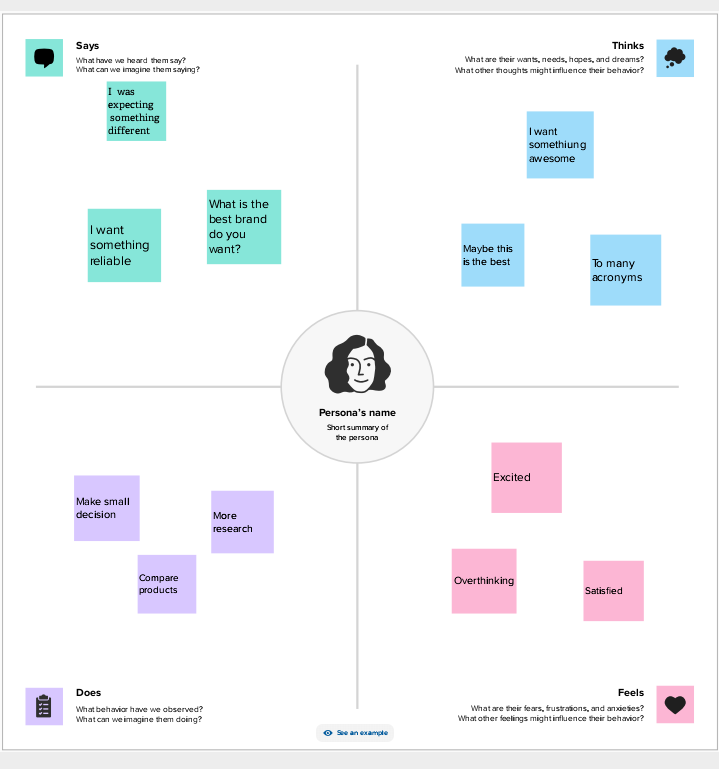 Says
What have we heard them say?
What can we imagine them saying?
I was
expecting
something
different
What is the
best brand
do you
want?
I want
something
reliable
Thinks
What are their wants, needs, hopes, and dreams?
What other thoughts might influence their behavior?
I want
somethiung
awesome
Maybe this
is the best
To many
acronyms
Persona's name
Short summary of
the persona
Make small
decision
More
research
Compare
products
Does
What behavior have we observed?
What can we imagine them doing?
Excited
Overthinking
Satisfied
Feels
What are their fears, frustrations, and anxieties?
What other feelings might influence their behavior?
See an example